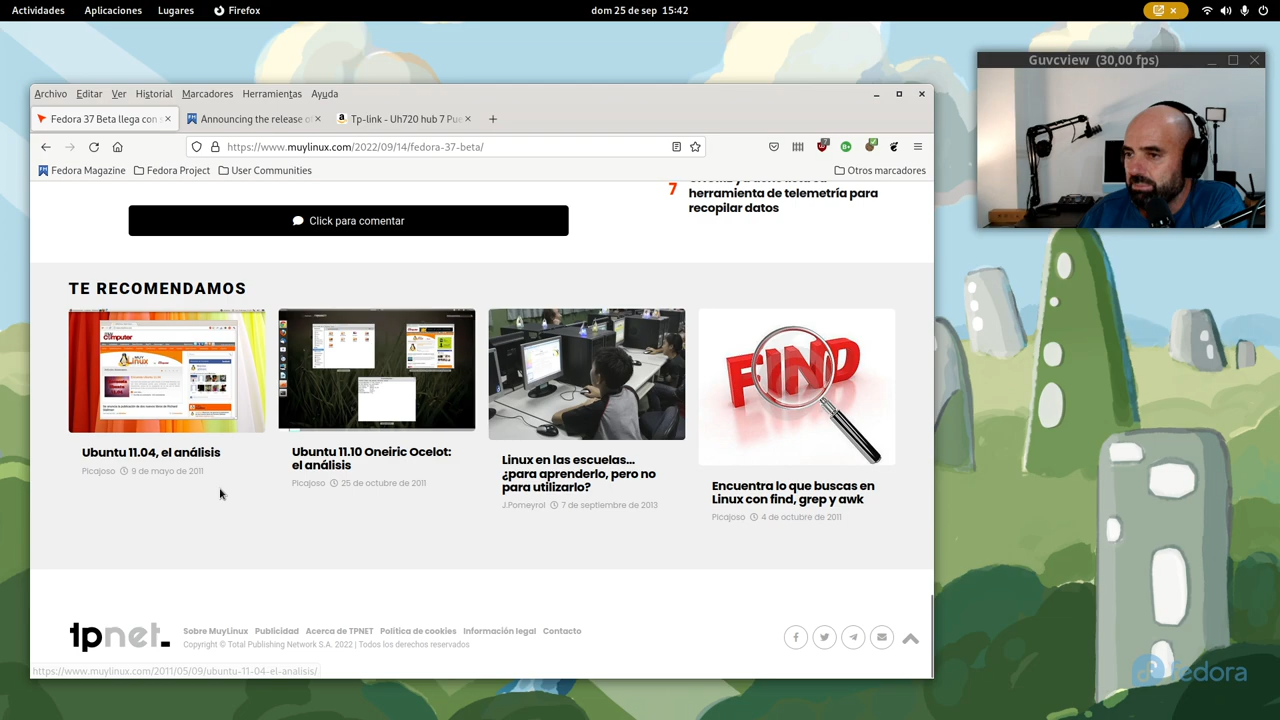 Actividades Aplicaciones Lugares Firefox dom 25 de sep 15:42
Guvcview (30,00 fps)
Archivo Editar Ver Historial Marcadores Herramientas Ayuda
Fedora 37 Beta llega con s Announcing the release o Tp-link - Uh720 hub 7 Pue
https://www.muylinux.com/2022/09/14/fedora-37-beta/
Fedora Magazine Fedora Project User Communities Otros marcadores
7
herramienta de telemetría para
recopilar datos
Click para comentar
TE RECOMENDAMOS
FIND
Ubuntu 11.04, el análisis
Picajoso 9 de mayo de 2011
Ubuntu 11.10 Oneiric Ocelot:
el análisis
Picajoso 25 de octubre de 2011
Linux en las escuelas...
¿para aprenderlo, pero no
para utilizarlo?
J.Pomeyrol 7 de septiembre de 2013
Encuentra lo que buscas en
Linux con find, grep y awk
Picajoso 4 de octubre de 2011
tpnet.
Sobre MuyLinux Publicidad Acerca de TPNET Política de cookies Información legal Contacto
Copyright © Total Publishing Network S.A. 2022 | Todos los derechos reservados
https://www.muylinux.com/2011/05/09/ubuntu-11-04-el-analisis/
fedora